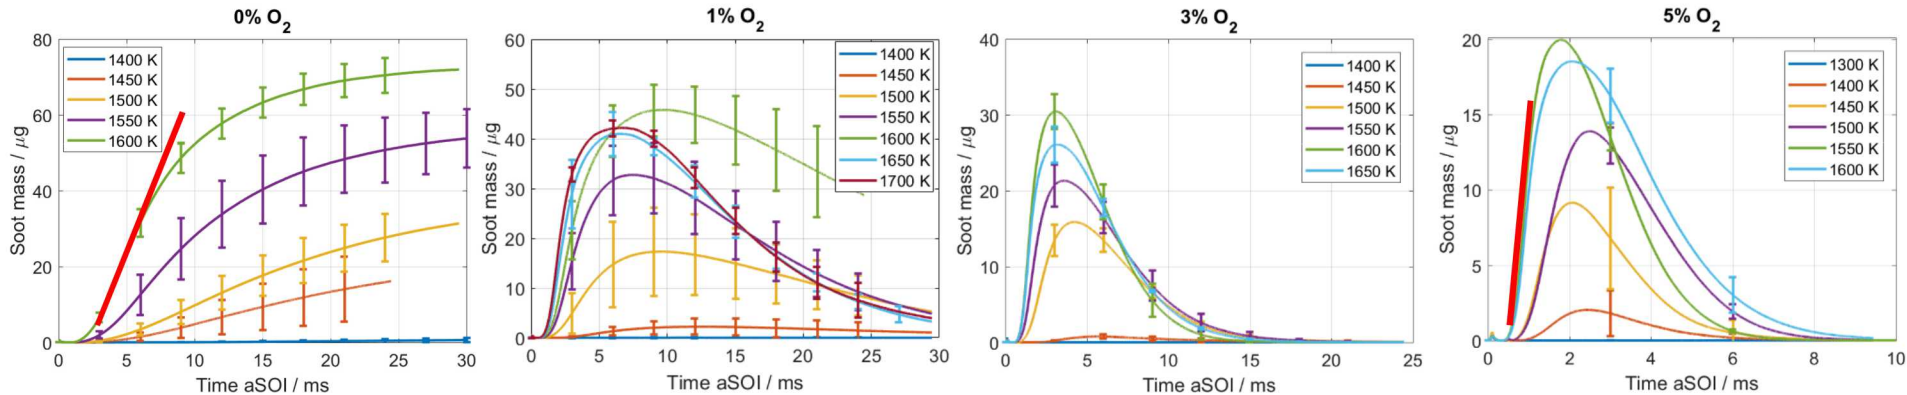 0% O2
80
60
40
20
0
0
5
10
15
20
25
30
Soot mass / μg
Time aSOI / ms
1400 K
1450 K
1500 K
1550 K
1600 K
1% O2
60
50
40
30
20
10
0
0
5
10
15
20
25
30
Soot mass / μg
Time aSOI / ms
1400 K
1450 K
1500 K
1550 K
1600 K
1650 K
1700 K
3% O2
40
30
20
10
0
0
5
10
15
20
25
Soot mass / μg
Time aSOI / ms
1400 K
1450 K
1500 K
1550 K
1600 K
1650 K
5% O2
20
15
10
5
0
0
2
4
6
8
10
Soot mass / μg
Time aSOI / ms
1300 K
1400 K
1450 K
1500 K
1550 K
1600 K